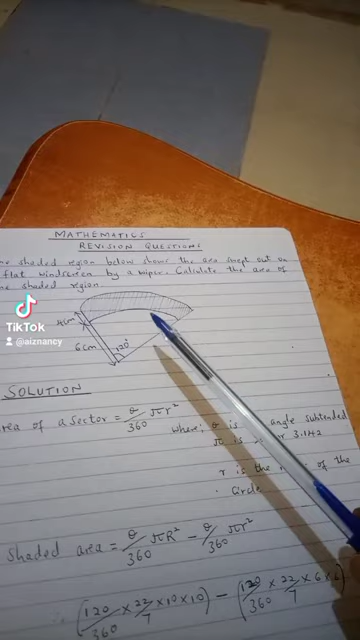 MATHEMATICS
REVISION QUESTIONS
he shaded region below shows the area swept out on
flat windscreen by a wiper. Calculate the area of
he shaded region.
4cm
6cm
120°
TikTok
@aiznancy
SOLUTION
Area of a sector = θ/360 πr² where; θ is angle subtended
π is 3.142
r is the of the
Circle
Shaded area = θ/360 πR² - θ/360 πr²
(120/360 × 22/7 × 10 × 10) - (120/360 × 22/7 × 6 × 6)